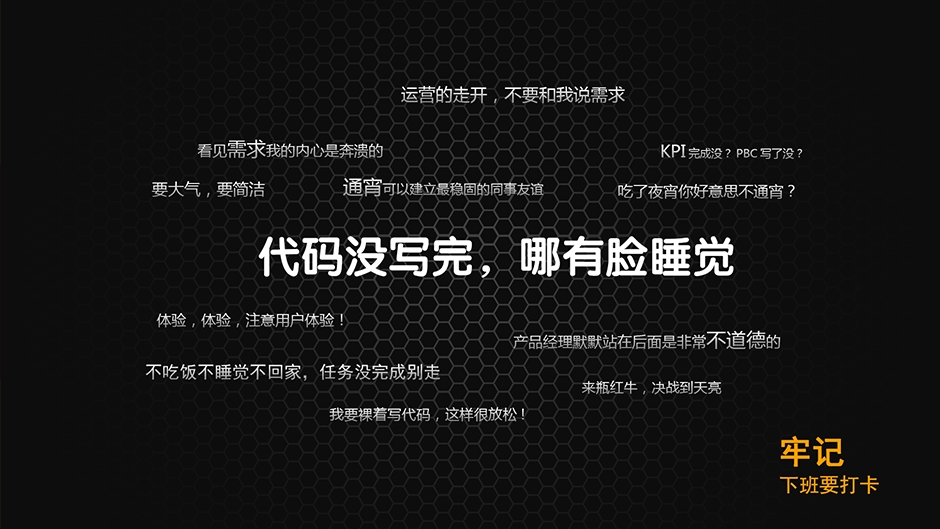 运营的走开，不要和我说需求
看见需求我的内心是奔溃的
KPI 完成没？ PBC 写了没？
要大气，要简洁
通宵可以建立最稳固的同事友谊
吃了夜宵你好意思不通宵？
代码没写完，哪有脸睡觉
体验，体验，注意用户体验！
产品经理默默站在后面是非常不道德的
不吃饭不睡觉不回家，任务没完成别走
来瓶红牛，决战到天亮
我要裸着写代码，这样很放松！
牢记
下班要打卡